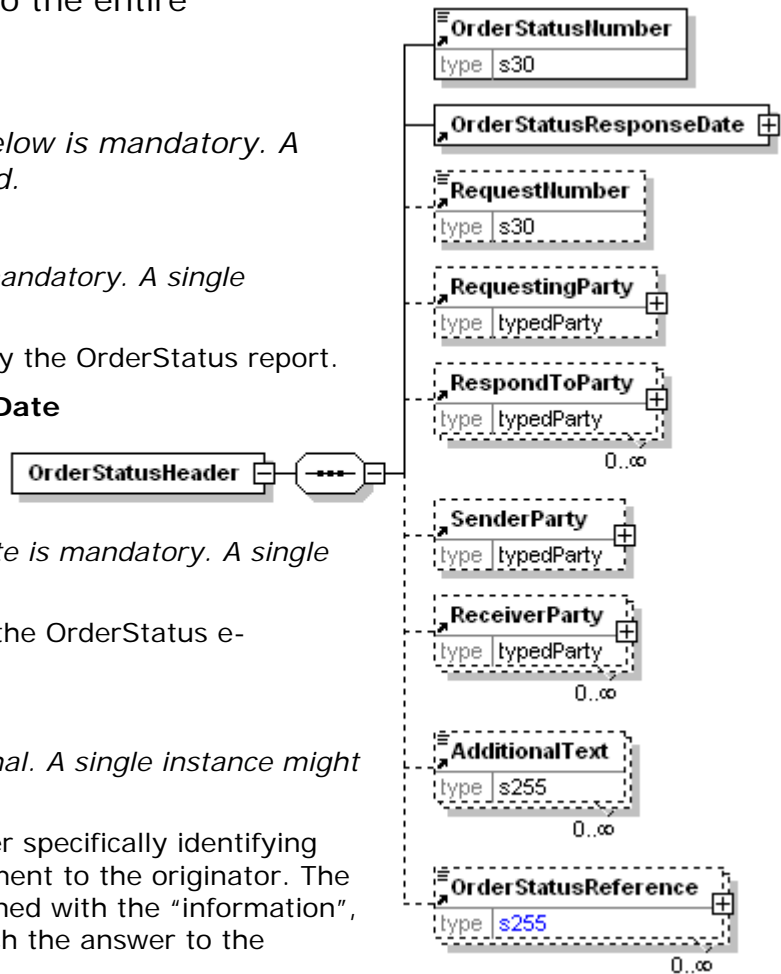 o the entire
elow is mandatory. A
d.
andatory. A single
y the OrderStatus report.
Date
te is mandatory. A single
the OrderStatus e-
nal. A single instance might
er specifically identifying
nent to the originator. The
ned with the “information”,
th the answer to the
OrderStatusHeader
OrderStatusNumber
type s30
OrderStatusResponseDate
RequestNumber
type s30
RequestingParty
type typedParty
RespondToParty
type typedParty
0..∞
SenderParty
type typedParty
ReceiverParty
type typedParty
0..∞
AdditionalText
type s255
0..∞
OrderStatusReference
type s255
0..∞